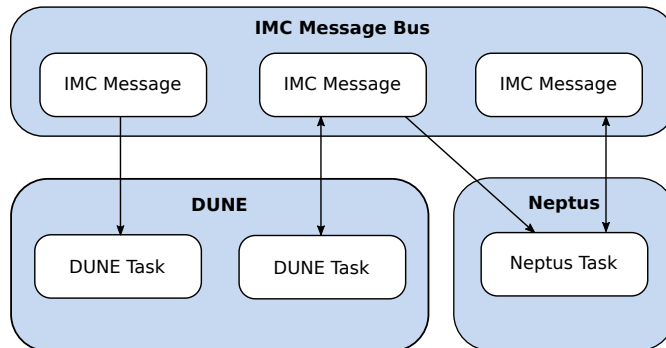 IMC Message Bus
IMC Message
IMC Message
IMC Message
DUNE
DUNE Task
DUNE Task
Neptus
Neptus Task